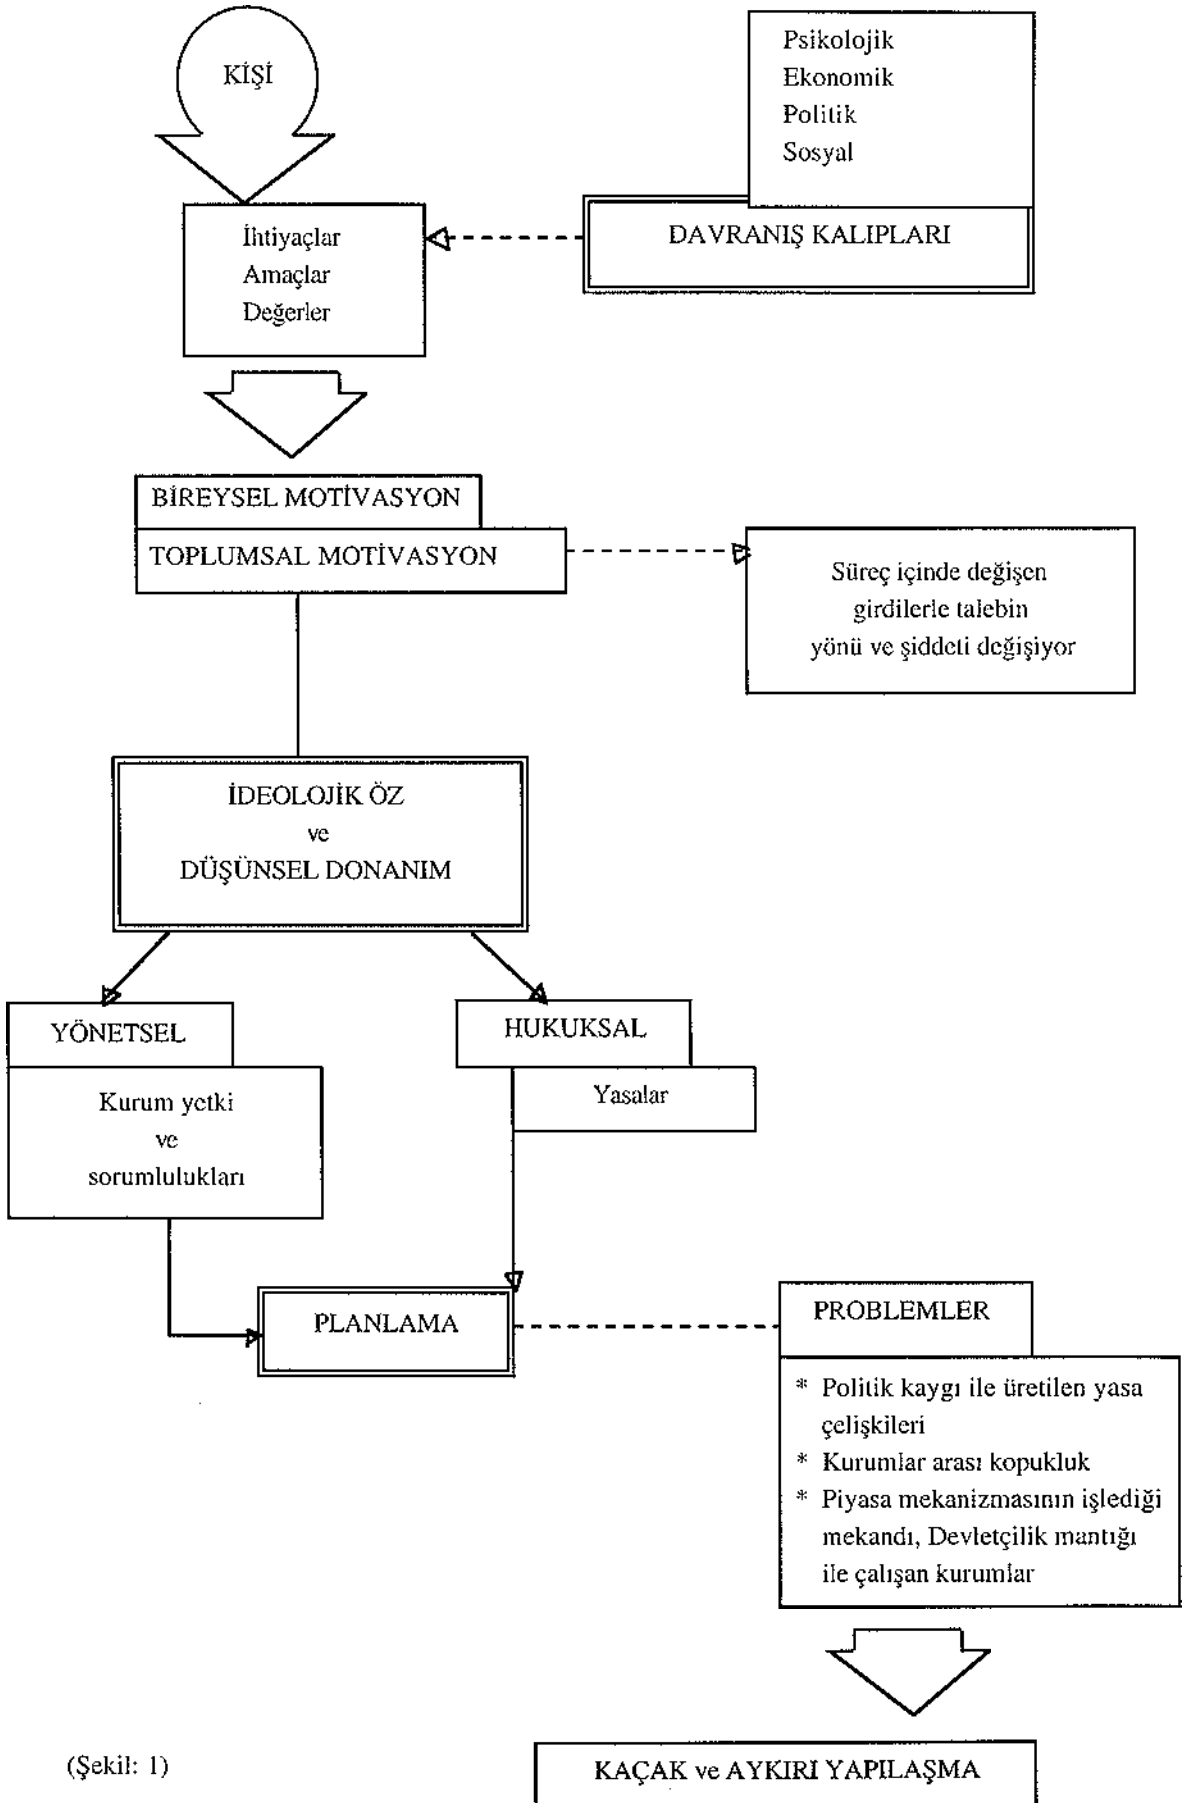 KİŞİ
Psikolojik
Ekonomik
Politik
Sosyal
İhtiyaçlar
Amaçlar
Değerler
DAVRANIŞ KALIPLARI
BİREYSEL MOTİVASYON
TOPLUMSAL MOTİVASYON
Süreç içinde değişen
girdilerle talebin
yönü ve şiddeti değişiyor
İDEOLOJİK ÖZ
ve
DÜŞÜNSEL DONANIM
YÖNETSEL
Kurum yetki
ve
sorumlulukları
HUKUKSAL
Yasalar
PLANLAMA
PROBLEMLER
* Politik kaygı ile üretilen yasa
çelişkileri
* Kurumlar arası kopukluk
* Piyasa mekanizmasının işlediği
mekandı, Devletçilik mantığı
ile çalışan kurumlar
(Şekil: 1)
KAÇAK ve AYKIRI YAPILAŞMA